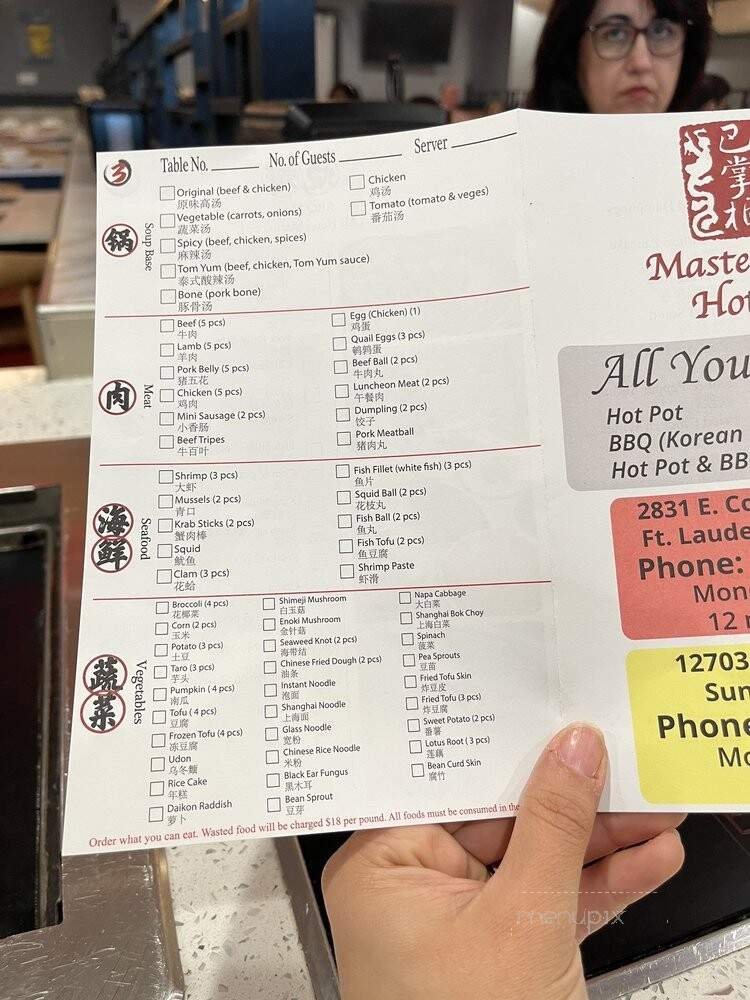 Table No. No. of Guests Server
锅
Soup Base
Original (beef & chicken)
原味高汤
Vegetable (carrots, onions)
蔬菜汤
Spicy (beef, chicken, spices)
麻辣汤
Tom Yum (beef, chicken, Tom Yum sauce)
泰式酸辣汤
Bone (pork bone)
豚骨汤
Chicken
鸡汤
Tomato (tomato & veges)
番茄汤
肉
Meat
Beef (5 pcs)
牛肉
Lamb (5 pcs)
羊肉
Pork Belly (5 pcs)
猪五花
Chicken (5 pcs)
鸡肉
Mini Sausage (2 pcs)
小香肠
Beef Tripes
牛百叶
Egg (Chicken) (1)
鸡蛋
Quail Eggs (3 pcs)
鹌鹑蛋
Beef Ball (2 pcs)
牛肉丸
Luncheon Meat (2 pcs)
午餐肉
Dumpling (2 pcs)
饺子
Pork Meatball
猪肉丸
海鲜
Seafood
Shrimp (3 pcs)
大虾
Mussels (2 pcs)
青口
Krab Sticks (2 pcs)
蟹肉棒
Squid
鱿鱼
Clam (3 pcs)
花蛤
Fish Fillet (white fish) (3 pcs)
鱼片
Squid Ball (2 pcs)
花枝丸
Fish Ball (2 pcs)
鱼丸
Fish Tofu (2 pcs)
鱼豆腐
Shrimp Paste
虾滑
蔬菜
Vegetables
Broccoli (4 pcs)
花椰菜
Corn (2 pcs)
玉米
Potato (3 pcs)
土豆
Taro (3 pcs)
芋头
Pumpkin ( 4 pcs)
南瓜
Tofu ( 4 pcs)
豆腐
Frozen Tofu (4 pcs)
冻豆腐
Udon
乌冬麵
Rice Cake
年糕
Daikon Raddish
萝卜
Shimeji Mushroom
白玉菇
Enoki Mushroom
金针菇
Seaweed Knot (2 pcs)
海带结
Chinese Fried Dough (2 pcs)
油条
Instant Noodle
泡面
Shanghai Noodle
上海面
Glass Noodle
宽粉
Chinese Rice Noodle
米粉
Black Ear Fungus
黑木耳
Bean Sprout
豆芽
Napa Cabbage
大白菜
Shanghai Bok Choy
上海白菜
Spinach
菠菜
Pea Sprouts
豆苗
Fried Tofu Skin
炸豆皮
Fried Tofu (3 pcs)
炸豆腐
Sweet Potato (2 pcs)
番薯
Lotus Root ( 3 pcs)
莲藕
Bean Curd Skin
腐竹
Order what you can eat. Wasted food will be charged $18 per pound. All foods must be consumed in the
巴掌柜
Maste
Hot
All You
Hot Pot
BBQ (Korean
Hot Pot & BB
2831 E. Co
Ft. Laude
Phone:
Mon
12
12703
Sun
Phone
Mo
menupix